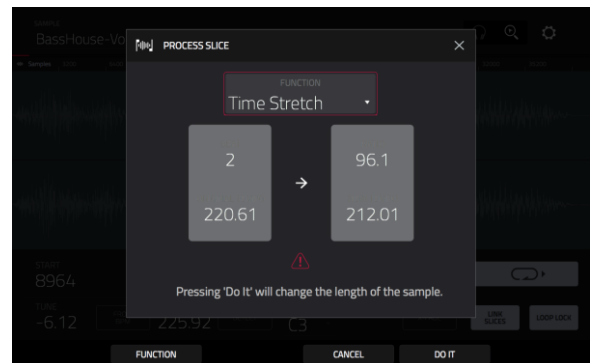 SAMPLE
BassHouse-Vo
PROCESS SLICE
FUNCTION
Time Stretch
2
96.1
220.61
212.01
Pressing 'Do It' will change the length of the sample.
START
8964
TUNE
-6.12
225.92
C3
LINK SLICES
LOOP LOCK
FUNCTION
CANCEL
DO IT